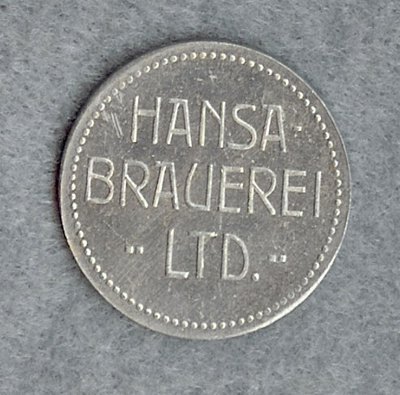 HANSA-
BRAUEREI
" LTD. "